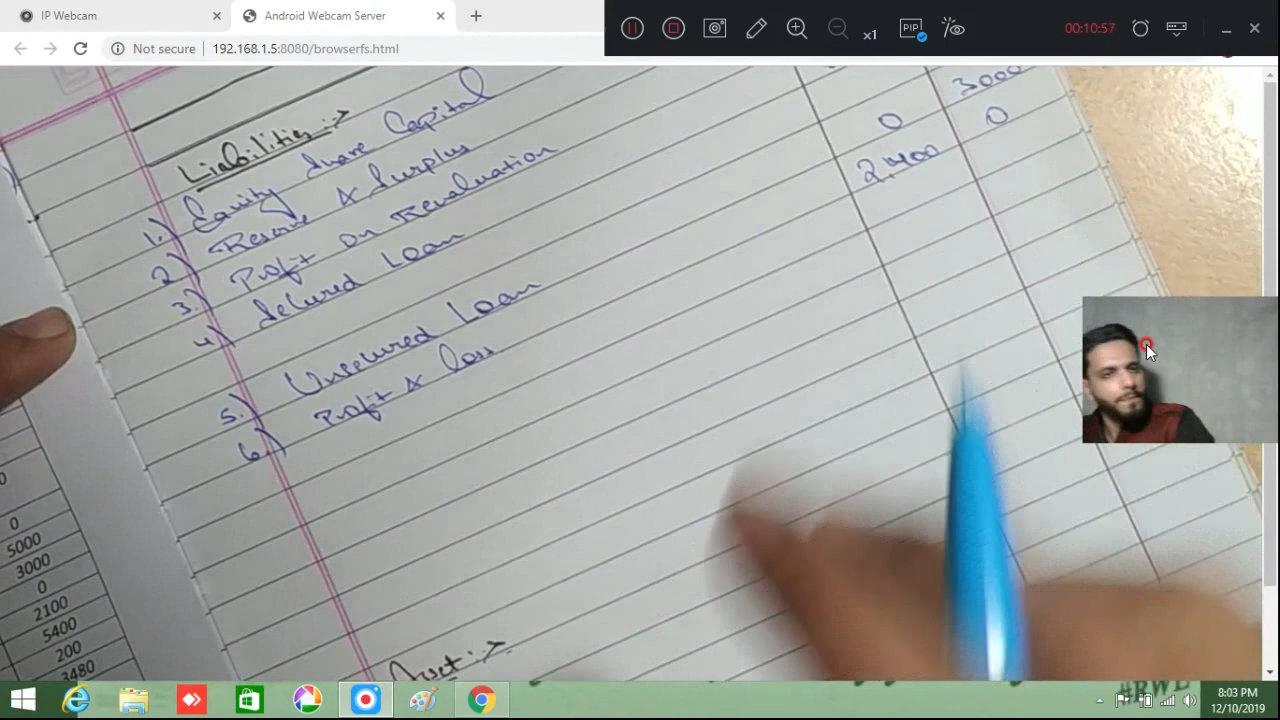 IP Webcam
Android Webcam Server
Not secure
192.168.1.5:8080/browserfs.html
x1
PIP
00:10:57
Liabilities :->
3000
1.) Equity Share Capital
0
2) Reserve & Surplus
0
3.) Profit on Revaluation
2,400
4) Secured Loan
5.) Unsecured Loan
6.) Profit & loss
0
0
5000
3000
0
2100
5400
200
3480
Asset :->
8:03 PM
12/10/2019